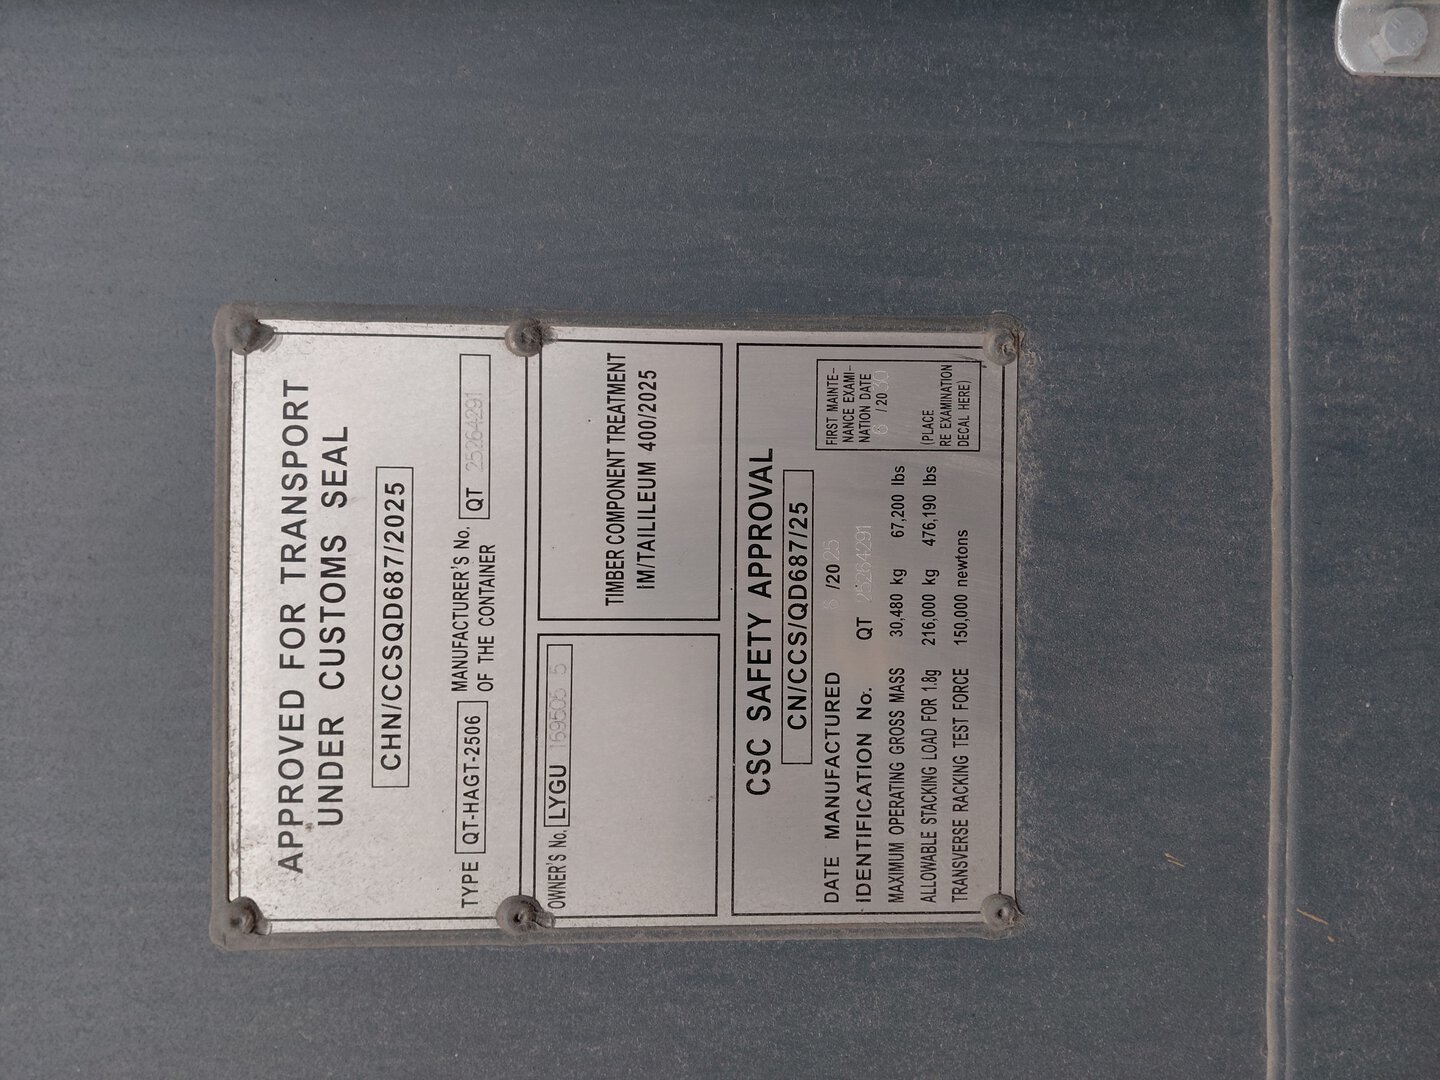 APPROVED FOR TRANSPORT
UNDER CUSTOMS SEAL
CHN/CCSQD687/2025
TYPE QT-HAGT-2506 MANUFACTURER'S No. OF THE CONTAINER QT 25264291
OWNER'S No. LYGU 169505 5
TIMBER COMPONENT TREATMENT
IM/TAILILEUM 400/2025
CSC SAFETY APPROVAL
CN/CCS/QD687/25
DATE MANUFACTURED 6 /2025
IDENTIFICATION No. QT 25264291
MAXIMUM OPERATING GROSS MASS 30,480 kg 67,200 lbs
ALLOWABLE STACKING LOAD FOR 1.8g 216,000 kg 476,190 lbs
TRANSVERSE RACKING TEST FORCE 150,000 newtons
FIRST MAINTE-
NANCE EXAMI-
NATION DATE
6 /2030
(PLACE
RE EXAMINATION
DECAL HERE)